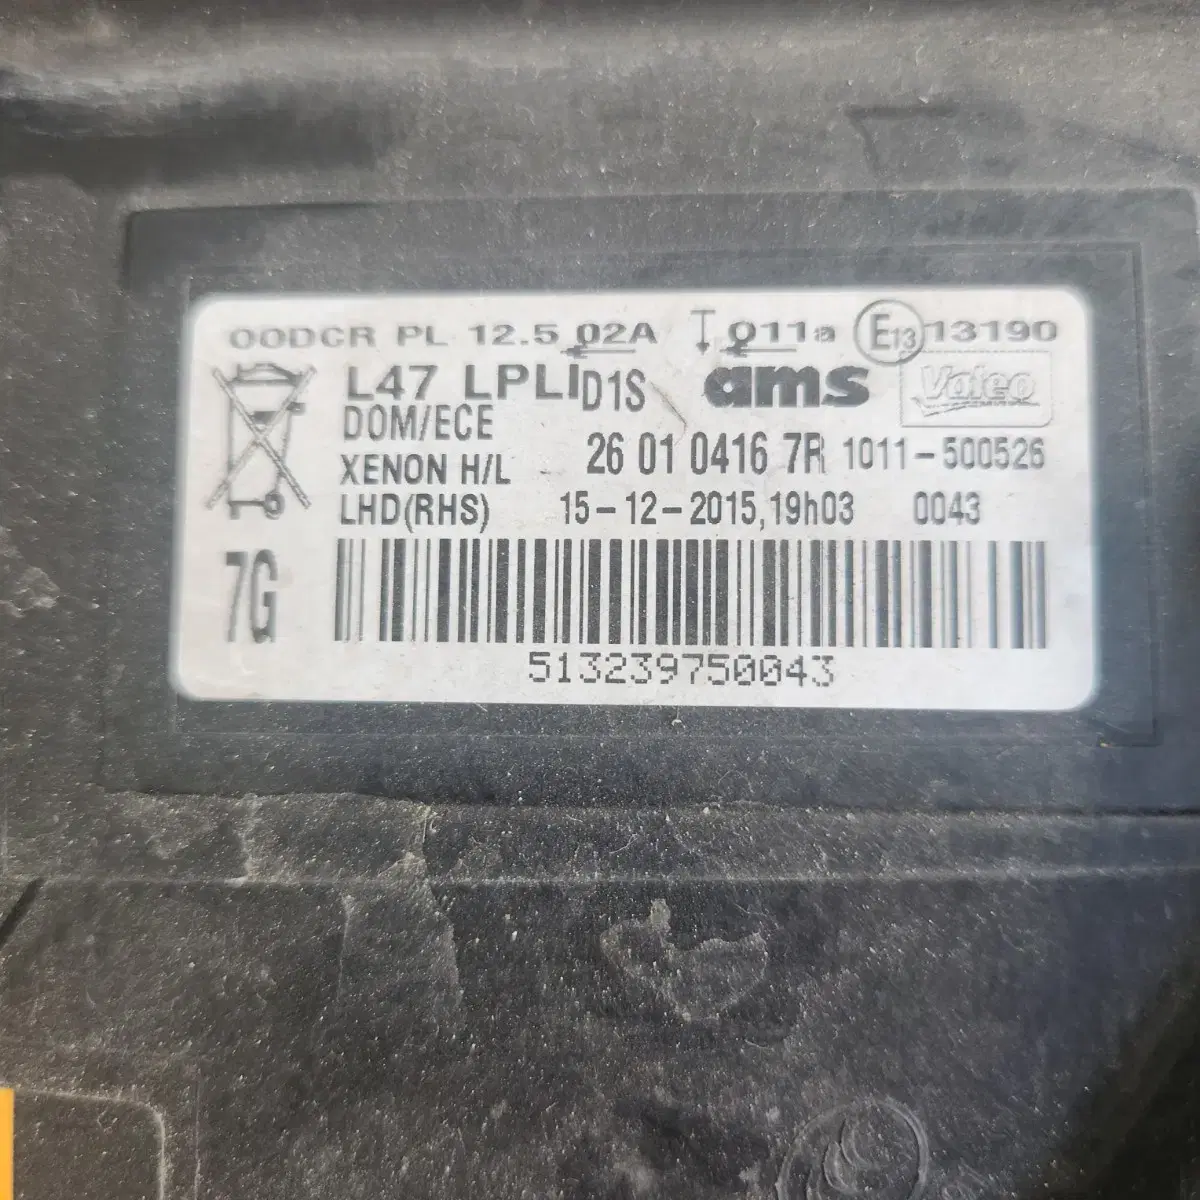 00DCR PL 12.5 02A 011a E13 13190
L47 LPLI D1S ams Valeo
DOM/ECE
XENON H/L 26 01 0416 7R 1011-500526
LHD(RHS) 15-12-2015,19h03 0043
7G
513239750043